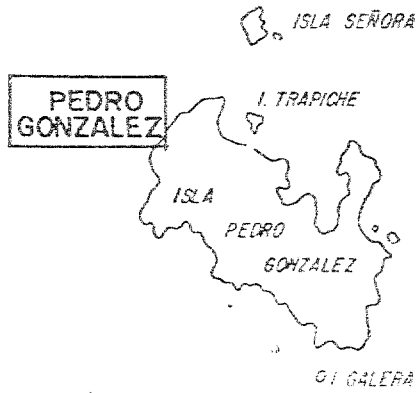 ISLA SEÑORA
I. TRAPICHE
PEDRO
GONZALEZ
ISLA
PEDRO
GONZALEZ
I. GALERA